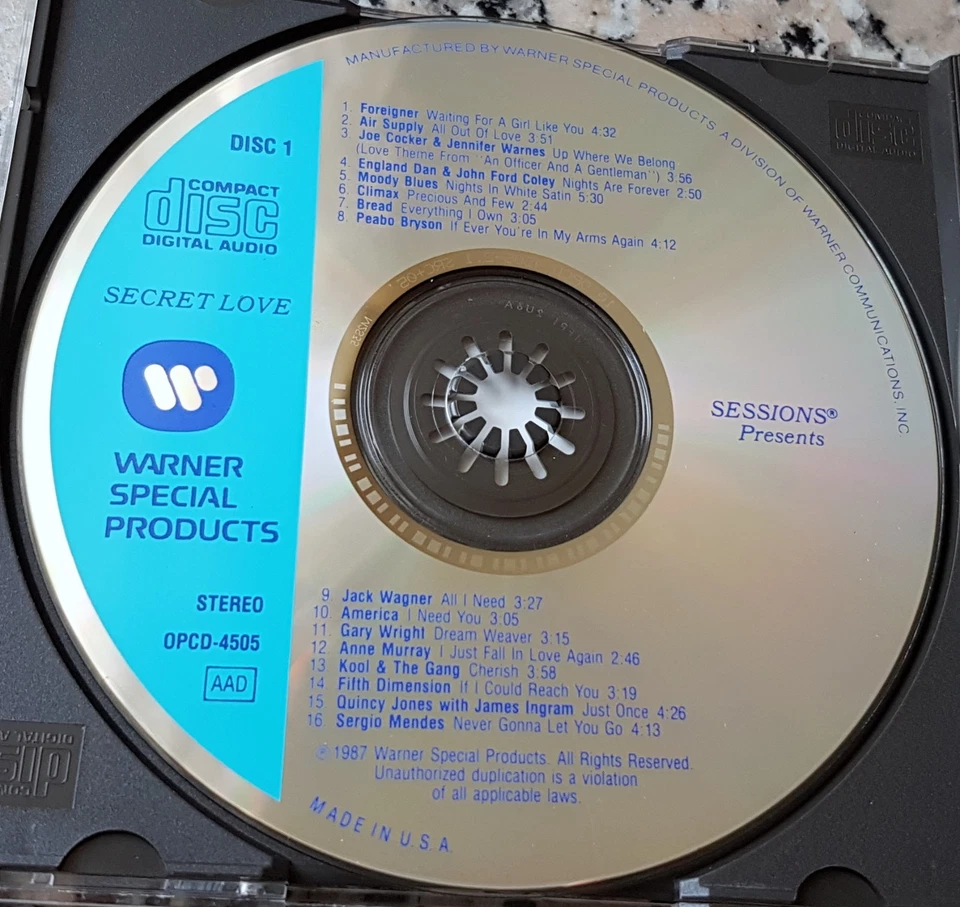 MANUFACTURED BY WARNER SPECIAL PRODUCTS A DIVISION OF WARNER COMMUNICATIONS, INC.
DISC 1
COMPACT
disc
DIGITAL AUDIO
SECRET LOVE
WARNER
SPECIAL
PRODUCTS
STEREO
OPCD-4505
AAD
1. Foreigner Waiting For A Girl Like You 4:32
2. Air Supply All Out Of Love 3:51
3. Joe Cocker & Jennifer Warnes Up Where We Belong
(Love Theme From "An Officer And A Gentleman") 3:56
4. England Dan & John Ford Coley Nights Are Forever 2:50
5. Moody Blues Nights In White Satin 5:30
6. Climax Precious And Few 2:44
7. Bread Everything I Own 3:05
8. Peabo Bryson If Ever You're In My Arms Again 4:12
SESSIONS®
Presents
9. Jack Wagner All I Need 3:27
10. America I Need You 3:05
11. Gary Wright Dream Weaver 3:15
12. Anne Murray I Just Fall In Love Again 2:46
13. Kool & The Gang Cherish 3:58
14. Fifth Dimension If I Could Reach You 3:19
15. Quincy Jones with James Ingram Just Once 4:26
16. Sergio Mendes Never Gonna Let You Go 4:13
℗1987 Warner Special Products. All Rights Reserved.
Unauthorized duplication is a violation
of all applicable laws.
MADE IN U.S.A.
COMPACT
disc
DIGITAL AUDIO